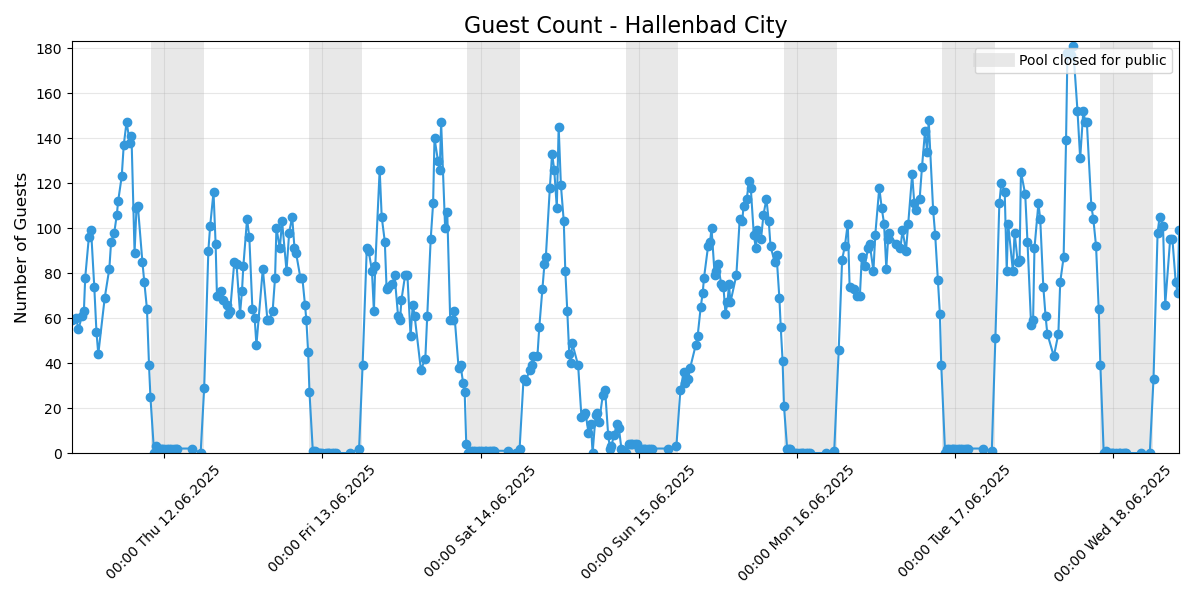 Guest Count - Hallenbad City
Pool closed for public
Number of Guests
180
160
140
120
100
80
60
40
20
0
00:00 Thu 12.06.2025
00:00 Fri 13.06.2025
00:00 Sat 14.06.2025
00:00 Sun 15.06.2025
00:00 Mon 16.06.2025
00:00 Tue 17.06.2025
00:00 Wed 18.06.2025